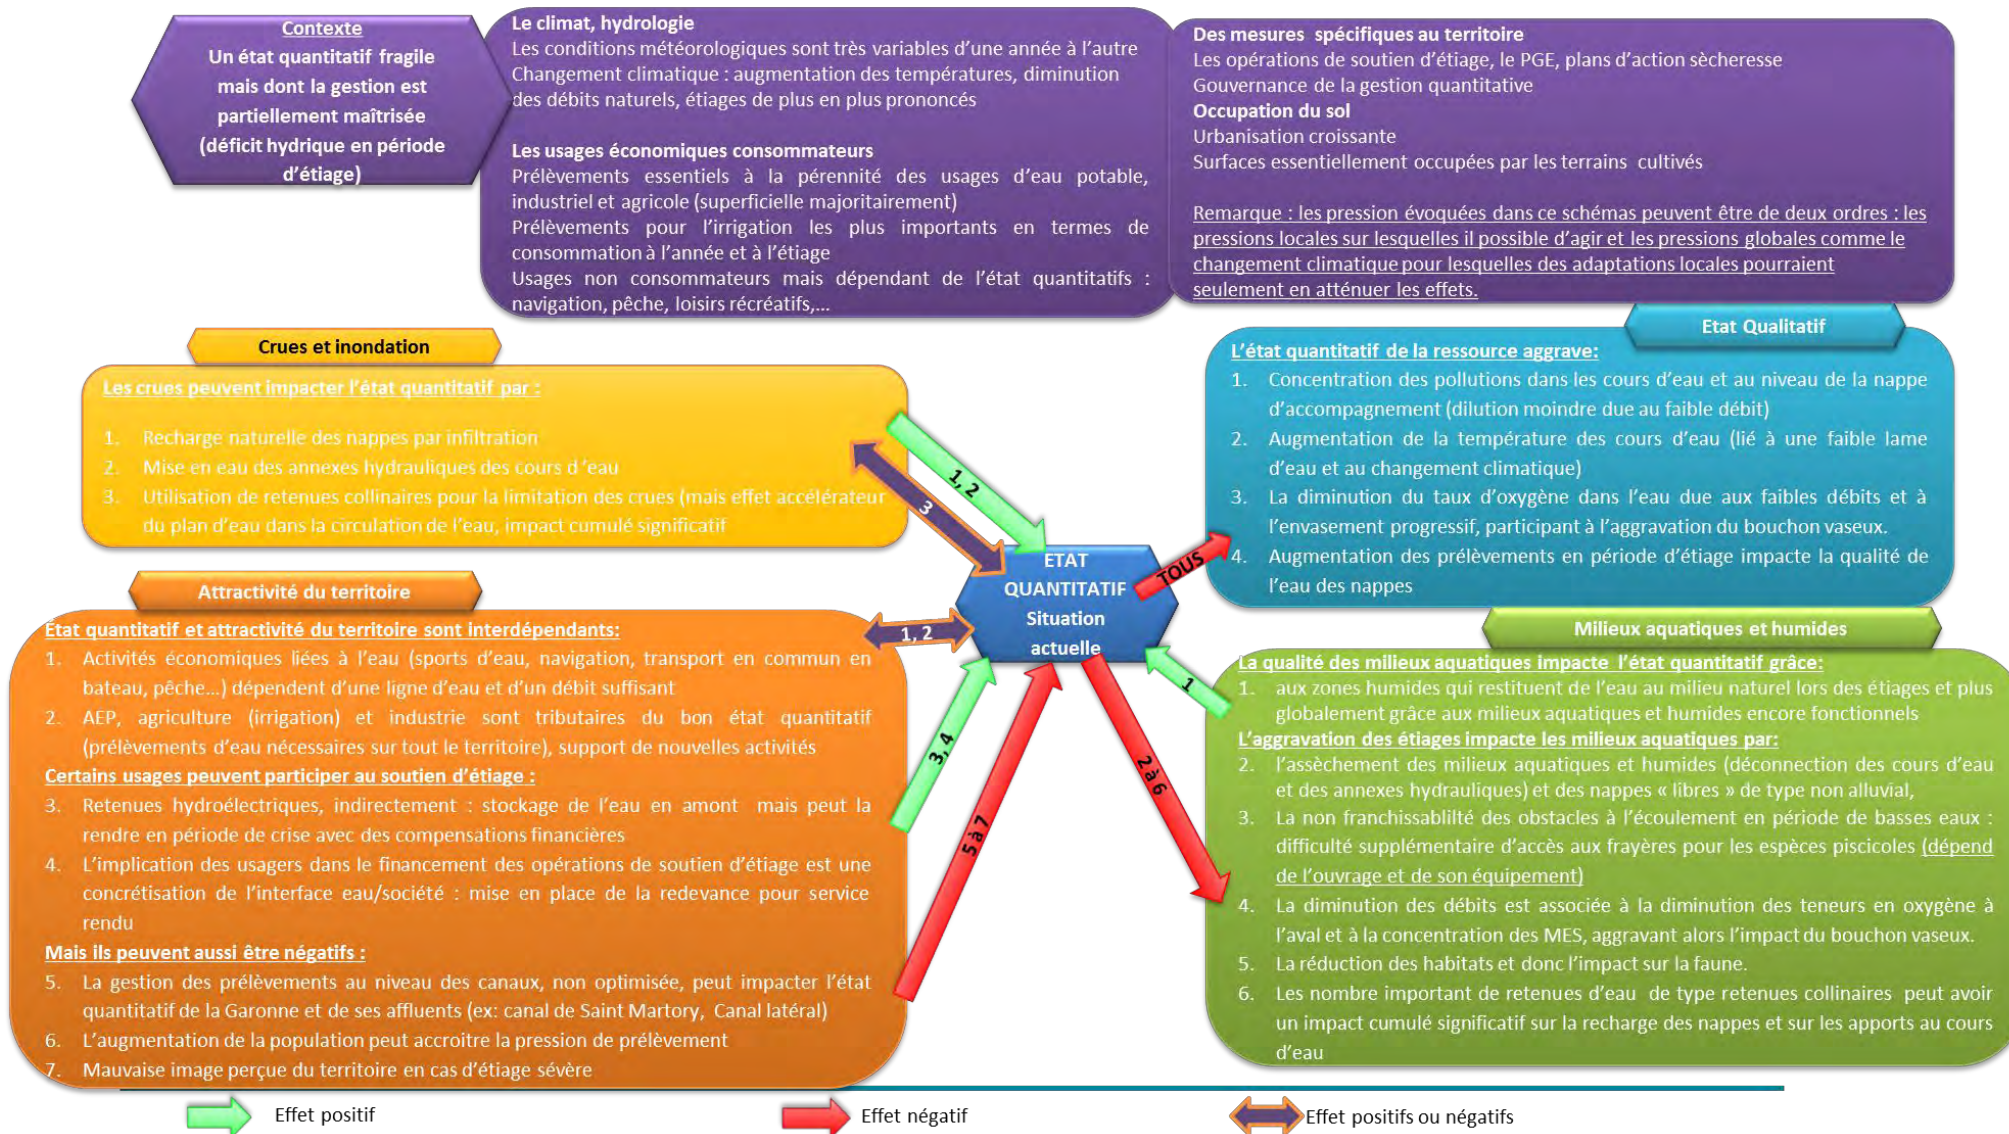 Contexte
Un état quantitatif fragile
mais dont la gestion est
partiellement maîtrisée
(déficit hydrique en période
d'étiage)
Le climat, hydrologie
Les conditions météorologiques sont très variables d'une année à l'autre
Changement climatique : augmentation des températures, diminution
des débits naturels, étiages de plus en plus prononcés
Les usages économiques consommateurs
Prélèvements essentiels à la pérennité des usages d'eau potable,
industriel et agricole (superficielle majoritairement)
Prélèvements pour l'irrigation les plus importants en termes de
consommation à l'année et à l'étiage
Usages non consommateurs mais dépendant de l'état quantitatifs :
navigation, pêche, loisirs récréatifs,...
Des mesures spécifiques au territoire
Les opérations de soutien d'étiage, le PGE, plans d'action sècheresse
Gouvernance de la gestion quantitative
Occupation du sol
Urbanisation croissante
Surfaces essentiellement occupées par les terrains cultivés
Remarque : les pression évoquées dans ce schémas peuvent être de deux ordres : les
pressions locales sur lesquelles il possible d'agir et les pressions globales comme le
changement climatique pour lesquelles des adaptations locales pourraient
seulement en atténuer les effets.
Crues et inondation
Les crues peuvent impacter l'état quantitatif par :
1. Recharge naturelle des nappes par infiltration
2. Mise en eau des annexes hydrauliques des cours d'eau
3. Utilisation de retenues collinaires pour la limitation des crues (mais effet accélérateur
du plan d'eau dans la circulation de l'eau, impact cumulé significatif
1, 2
3
Etat Qualitatif
L'état quantitatif de la ressource aggrave:
1. Concentration des pollutions dans les cours d'eau et au niveau de la nappe
d'accompagnement (dilution moindre due au faible débit)
2. Augmentation de la température des cours d'eau (lié à une faible lame
d'eau et au changement climatique)
3. La diminution du taux d'oxygène dans l'eau due aux faibles débits et à
l'envasement progressif, participant à l'aggravation du bouchon vaseux.
4. Augmentation des prélèvements en période d'étiage impacte la qualité de
l'eau des nappes
TOUS
ETAT
QUANTITATIF
Situation
actuelle
Attractivité du territoire
État quantitatif et attractivité du territoire sont interdépendants:
1. Activités économiques liées à l'eau (sports d'eau, navigation, transport en commun en
bateau, pêche...) dépendent d'une ligne d'eau et d'un débit suffisant
2. AEP, agriculture (irrigation) et industrie sont tributaires du bon état quantitatif
(prélèvements d'eau nécessaires sur tout le territoire), support de nouvelles activités
Certains usages peuvent participer au soutien d'étiage :
3. Retenues hydroélectriques, indirectement : stockage de l'eau en amont mais peut la
rendre en période de crise avec des compensations financières
4. L'implication des usagers dans le financement des opérations de soutien d'étiage est une
concrétisation de l'interface eau/société : mise en place de la redevance pour service
rendu
Mais ils peuvent aussi être négatifs :
5. La gestion des prélèvements au niveau des canaux, non optimisée, peut impacter l'état
quantitatif de la Garonne et de ses affluents (ex: canal de Saint Martory, Canal latéral)
6. L'augmentation de la population peut accroitre la pression de prélèvement
7. Mauvaise image perçue du territoire en cas d'étiage sévère
1, 2
3, 4
5 à 7
2 à 6
1
Milieux aquatiques et humides
La qualité des milieux aquatiques impacte l'état quantitatif grâce:
1. aux zones humides qui restituent de l'eau au milieu naturel lors des étiages et plus
globalement grâce aux milieux aquatiques et humides encore fonctionnels
L'aggravation des étiages impacte les milieux aquatiques par:
2. l'assèchement des milieux aquatiques et humides (déconnection des cours d'eau
et des annexes hydrauliques) et des nappes « libres » de type non alluvial,
3. La non franchissablilté des obstacles à l'écoulement en période de basses eaux :
difficulté supplémentaire d'accès aux frayères pour les espèces piscicoles (dépend
de l'ouvrage et de son équipement)
4. La diminution des débits est associée à la diminution des teneurs en oxygène à
l'aval et à la concentration des MES, aggravant alors l'impact du bouchon vaseux.
5. La réduction des habitats et donc l'impact sur la faune.
6. Les nombre important de retenues d'eau de type retenues collinaires peut avoir
un impact cumulé significatif sur la recharge des nappes et sur les apports au cours
d'eau
Effet positif
Effet négatif
Effet positifs ou négatifs